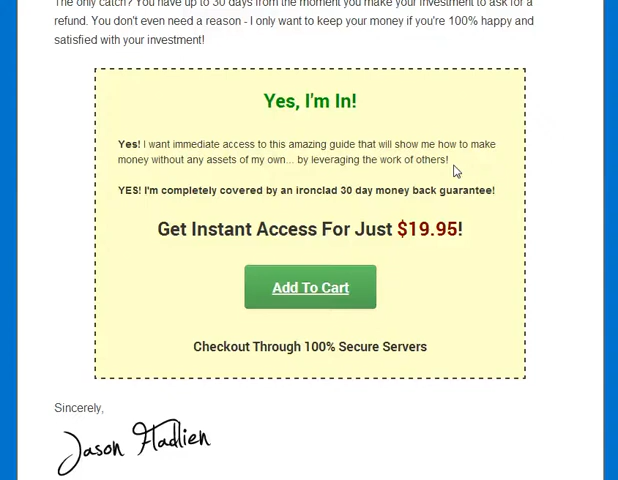 The only catch? You have up to 30 days from the moment you make your investment to ask for a
refund. You don't even need a reason - I only want to keep your money if you're 100% happy and
satisfied with your investment!
Yes, I'm In!
Yes! I want immediate access to this amazing guide that will show me how to make
money without any assets of my own... by leveraging the work of others!
YES! I'm completely covered by an ironclad 30 day money back guarantee!
Get Instant Access For Just $19.95!
Add To Cart
Checkout Through 100% Secure Servers
Sincerely,
Jason Fladlien